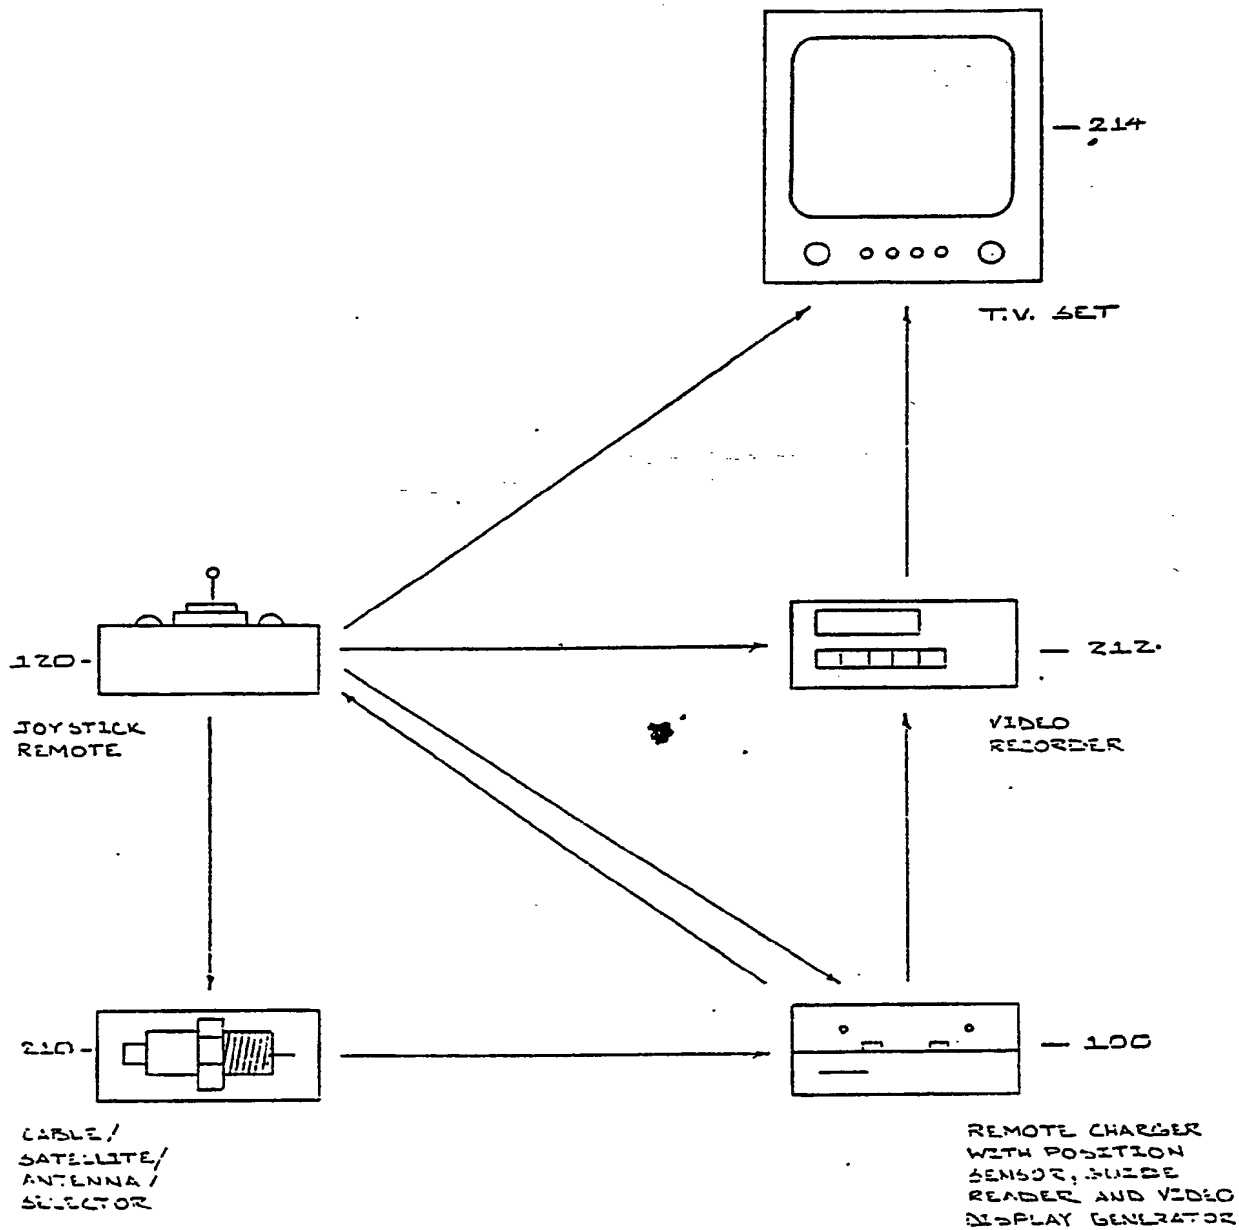 214
T.V. SET
120
JOYSTICK
REMOTE
212
VIDEO
RECORDER
210
CABLE/
SATELLITE/
ANTENNA/
SELECTOR
100
REMOTE CHARGER
WITH POSITION
SENSOR, GUIDE
READER AND VIDEO
DISPLAY GENERATOR